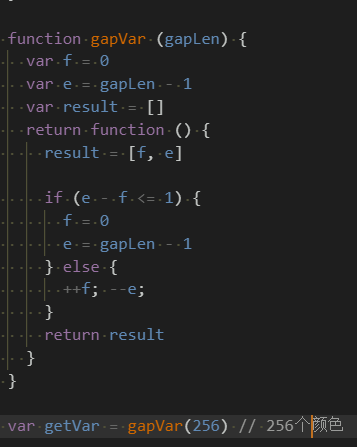 function gapVar (gapLen) {
var f = 0
var e = gapLen - 1
var result = []
return function () {
result = [f, e]
if (e - f <= 1) {
f = 0
e = gapLen - 1
} else {
++f; --e;
}
return result
}
}
var getVar = gapVar(256) // 256个颜色